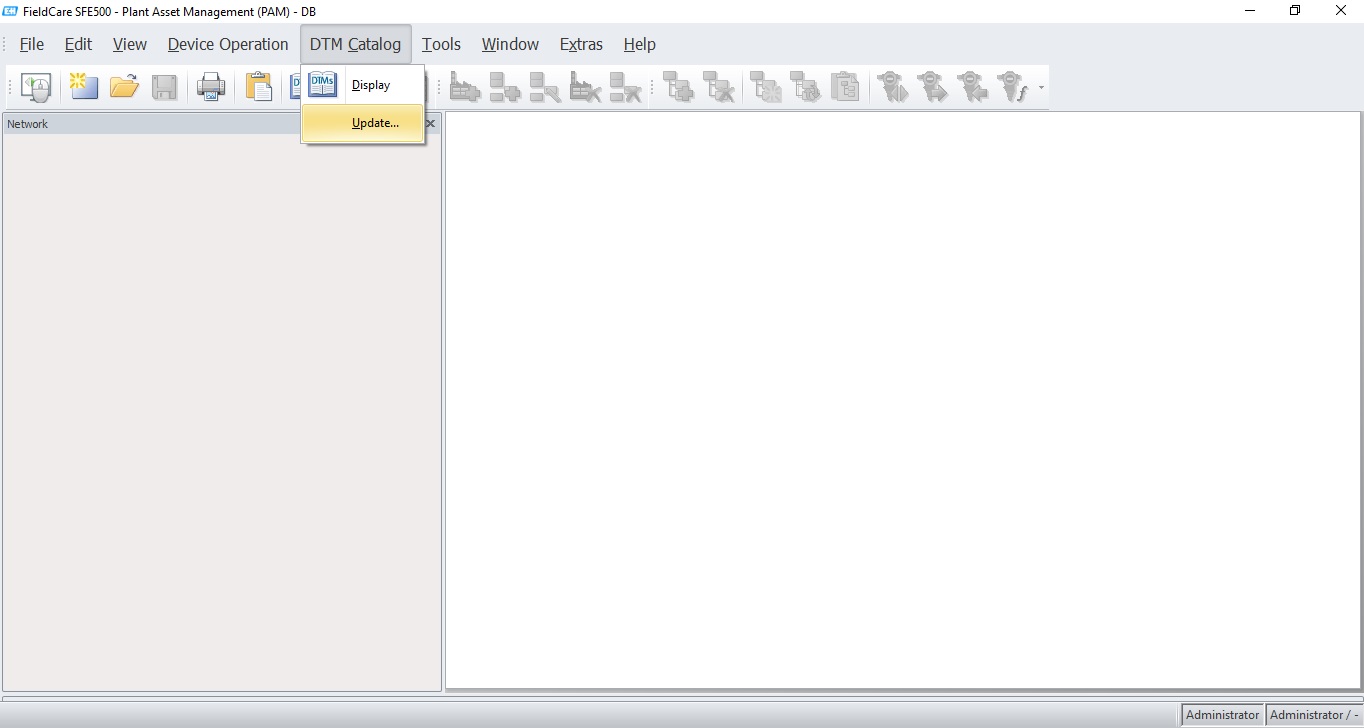 FieldCare SFE500 - Plant Asset Management (PAM) - DB
File Edit View Device Operation DTM Catalog Tools Window Extras Help
DTMs Display
Update...
Network
Administrator Administrator / -